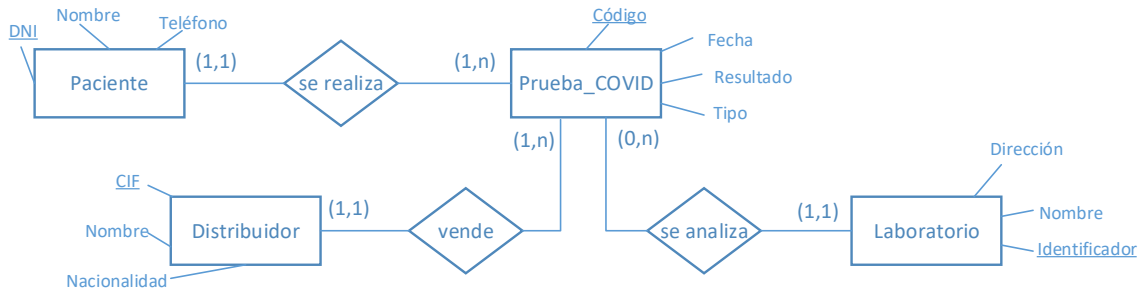 Código
Nombre
Teléfono
DNI
Fecha
(1,1)
(1,n)
Paciente
se realiza
Prueba_COVID
Resultado
Tipo
(1,n)
(0,n)
Dirección
CIF
(1,1)
(1,1)
Nombre
Nombre
Distribuidor
vende
se analiza
Laboratorio
Identificador
Nacionalidad